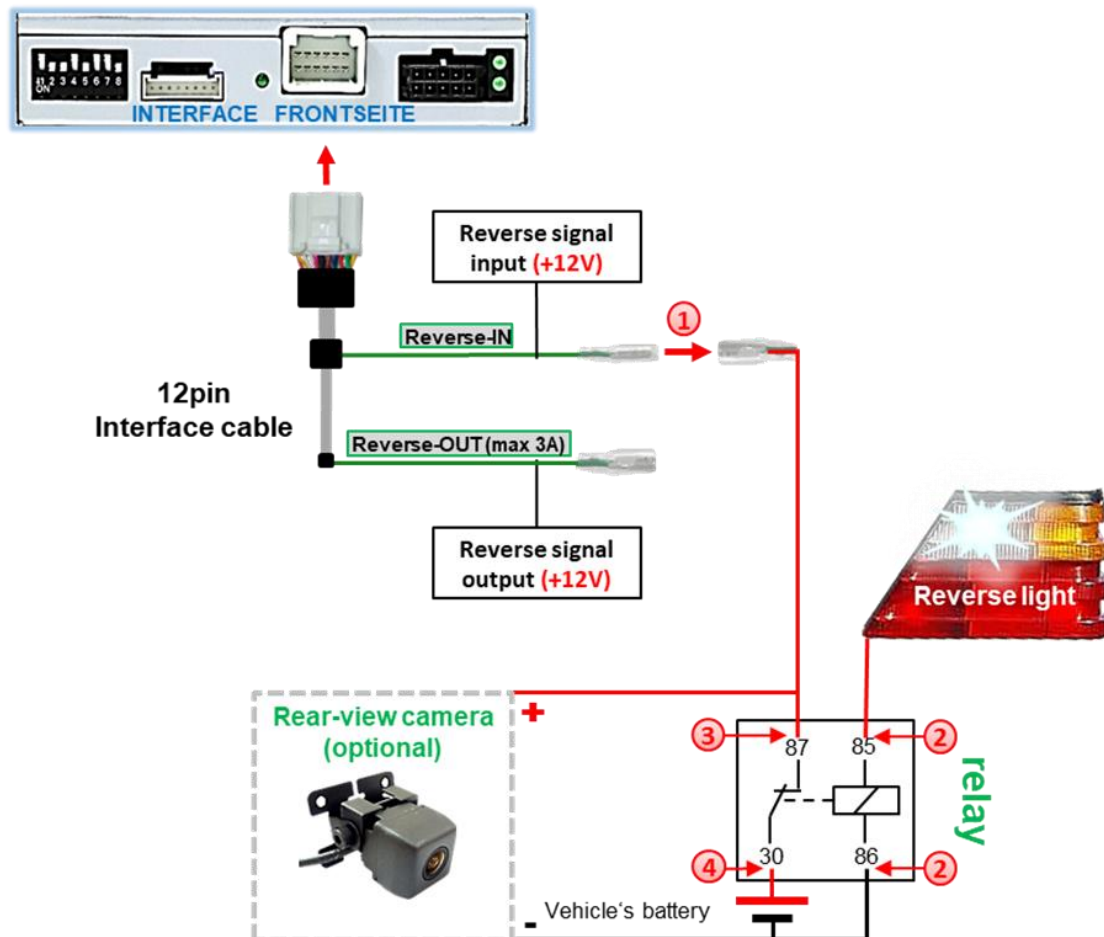 1 2 3 4 5 6 7 8
ON
INTERFACE FRONTSEITE
Reverse signal
input (+12V)
1
Reverse-IN
12pin
Interface cable
Reverse-OUT (max 3A)
Reverse signal
output (+12V)
Reverse light
Rear-view camera
(optional)
+
3
87
85
2
relay
4
30
86
2
-
Vehicle‘s battery